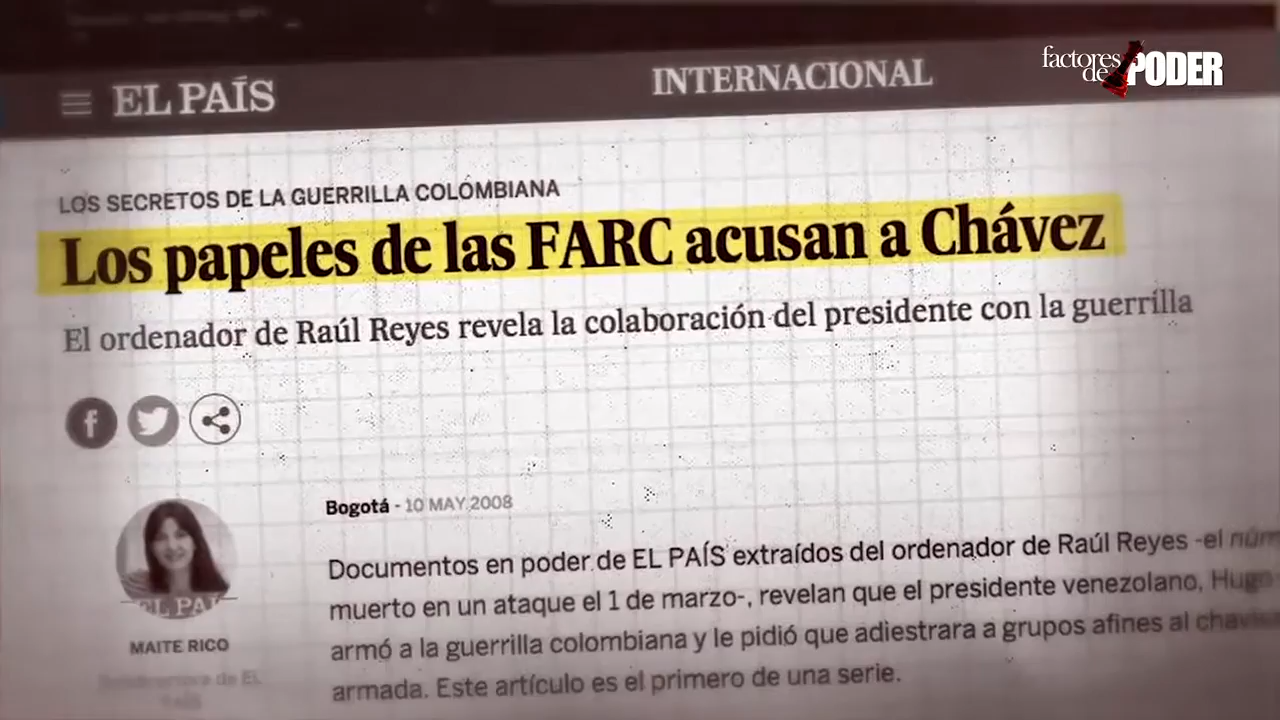 factores
de PODER
EL PAÍS
INTERNACIONAL
LOS SECRETOS DE LA GUERRILLA COLOMBIANA
Los papeles de las FARC acusan a Chávez
El ordenador de Raúl Reyes revela la colaboración del presidente con la guerrilla
Bogotá - 10 MAY 2008
Documentos en poder de EL PAÍS extraídos del ordenador de Raúl Reyes -el
muerto en un ataque el 1 de marzo-, revelan que el presidente venezolano,
armó a la guerrilla colombiana y le pidió que adiestrara a grupos afines al
armada. Este artículo es el primero de una serie.
EL PAÍS
MAITE RICO